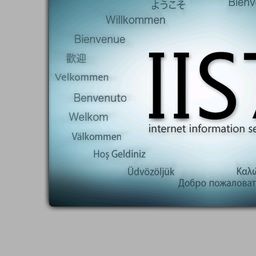 ようこそ
Bienv
Willkommen
Bienvenue
歡迎
Velkommen
Benvenuto
Welkom
Välkommen
Hoş Geldiniz
Üdvözöljük
Καλώ
Добро пожаловат
IIS7
internet information se